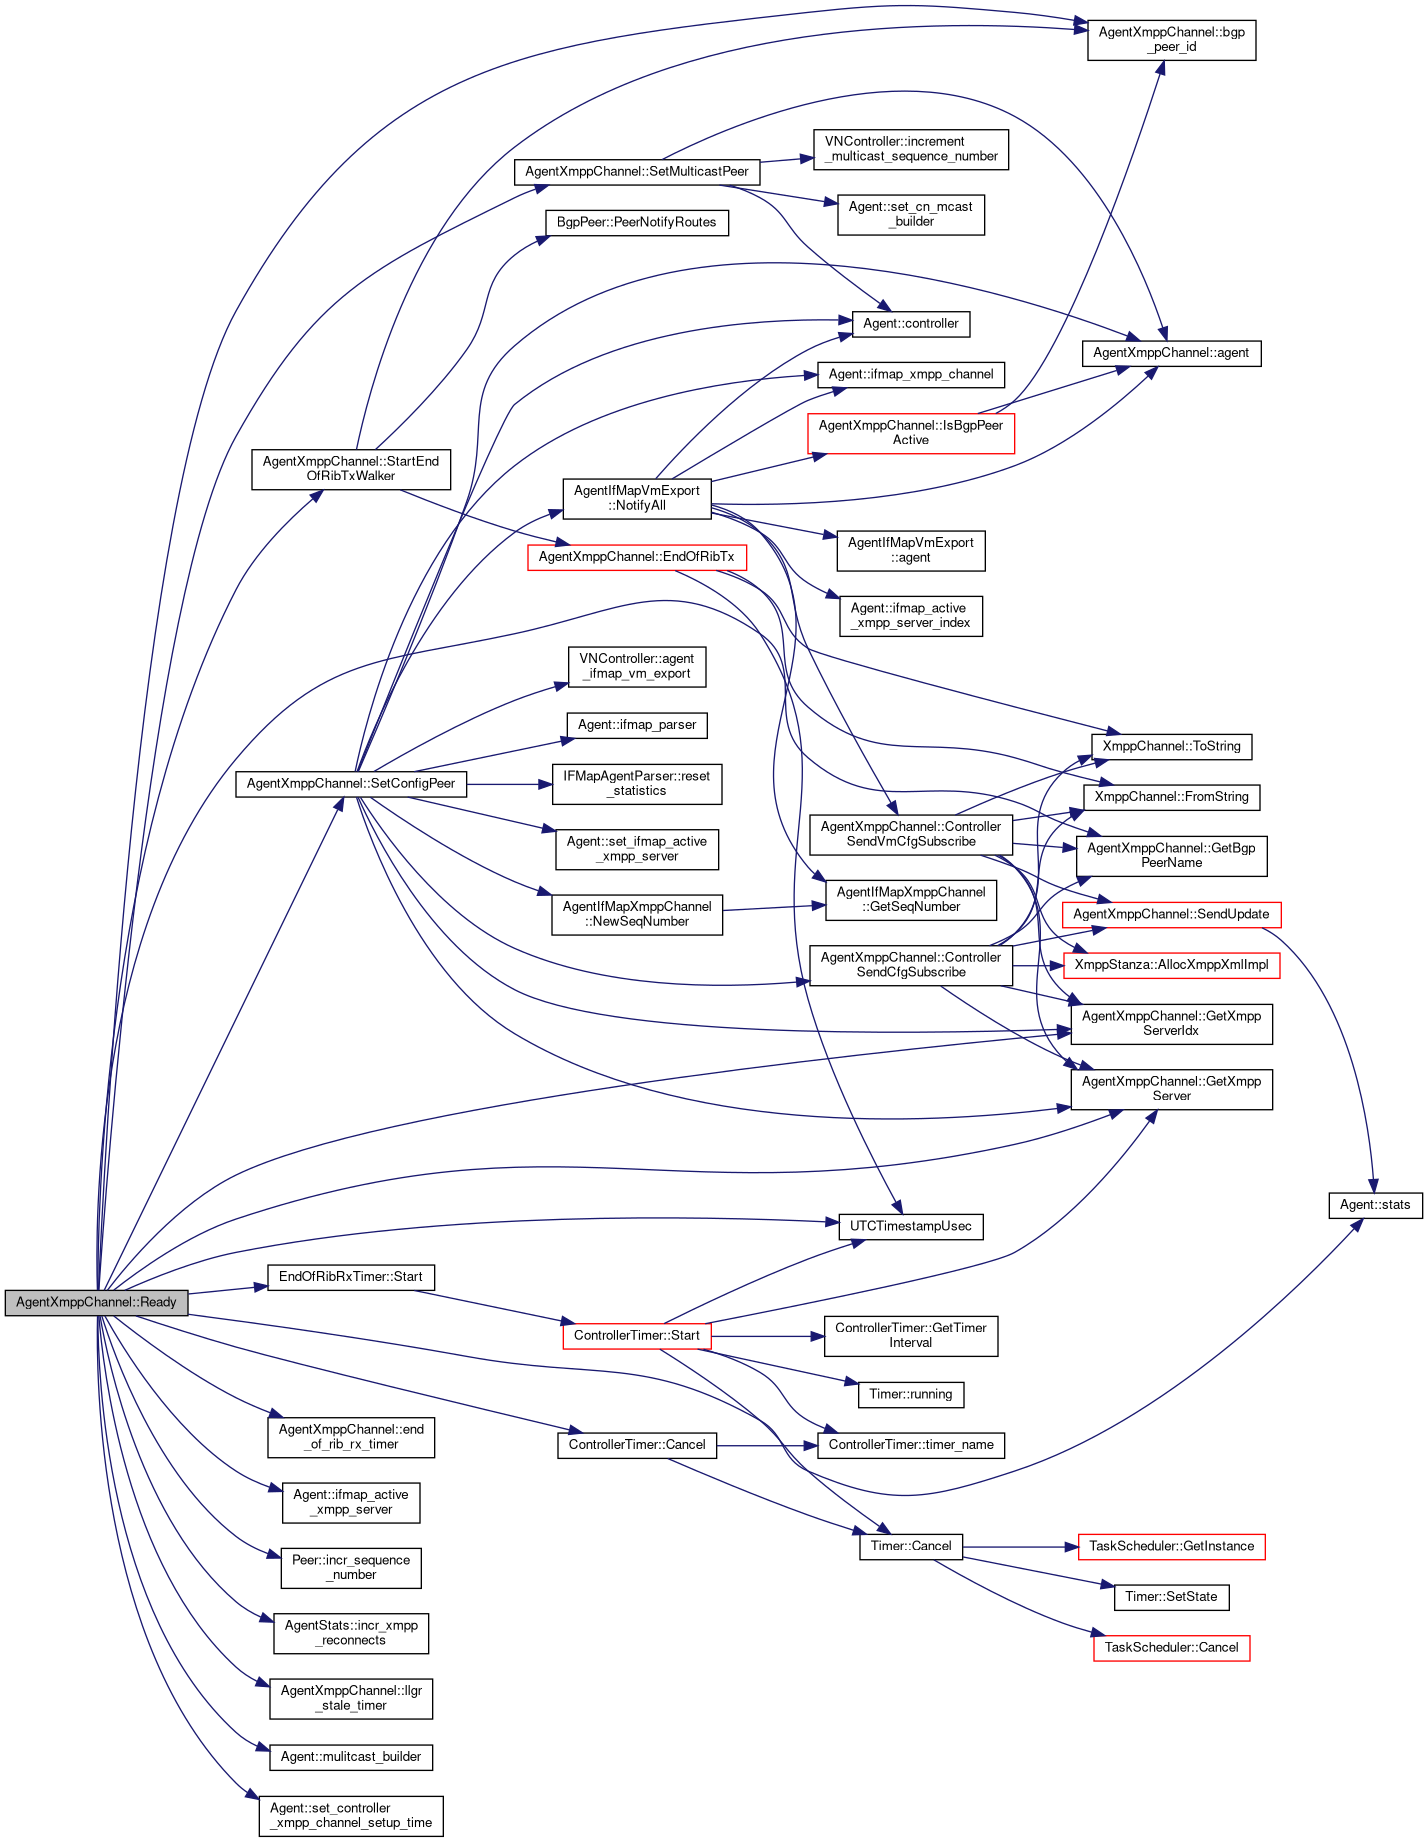 AgentXmppChannel::bgp
_peer_id
VNController::increment
_multicast_sequence_number
AgentXmppChannel::SetMulticastPeer
Agent::set_cn_mcast
_builder
BgpPeer::PeerNotifyRoutes
Agent::controller
AgentXmppChannel::agent
Agent::ifmap_xmpp_channel
AgentXmppChannel::IsBgpPeer
Active
AgentXmppChannel::StartEnd
OfRibTxWalker
AgentIfMapVmExport
::NotifyAll
AgentXmppChannel::EndOfRibTx
AgentIfMapVmExport
::agent
Agent::ifmap_active
_xmpp_server_index
VNController::agent
_ifmap_vm_export
Agent::ifmap_parser
XmppChannel::ToString
AgentXmppChannel::SetConfigPeer
IFMapAgentParser::reset
_statistics
XmppChannel::FromString
AgentXmppChannel::Controller
SendVmCfgSubscribe
Agent::set_ifmap_active
_xmpp_server
AgentXmppChannel::GetBgp
PeerName
AgentIfMapXmppChannel
::GetSeqNumber
AgentIfMapXmppChannel
::NewSeqNumber
AgentXmppChannel::SendUpdate
AgentXmppChannel::Controller
SendCfgSubscribe
XmppStanza::AllocXmppXmlImpl
AgentXmppChannel::GetXmpp
ServerIdx
AgentXmppChannel::GetXmpp
Server
Agent::stats
UTCTimestampUsec
EndOfRibRxTimer::Start
AgentXmppChannel::Ready
ControllerTimer::Start
ControllerTimer::GetTimer
Interval
Timer::running
AgentXmppChannel::end
_of_rib_rx_timer
ControllerTimer::Cancel
ControllerTimer::timer_name
Agent::ifmap_active
_xmpp_server
Timer::Cancel
TaskScheduler::GetInstance
Peer::incr_sequence
_number
Timer::SetState
AgentStats::incr_xmpp
_reconnects
TaskScheduler::Cancel
AgentXmppChannel::llgr
_stale_timer
Agent::mulitcast_builder
Agent::set_controller
_xmpp_channel_setup_time